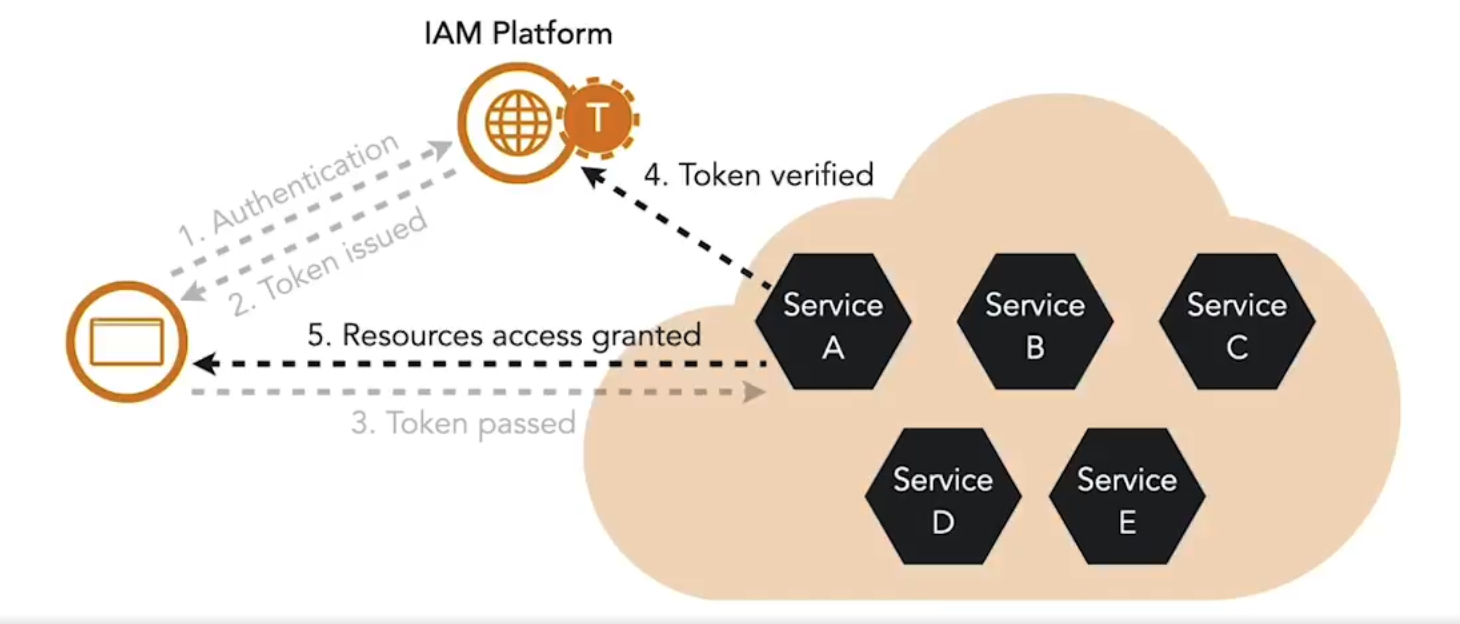 IAM Platform
T
1. Authentication
2. Token issued
4. Token verified
5. Resources access granted
3. Token passed
Service
A
Service
B
Service
C
Service
D
Service
E